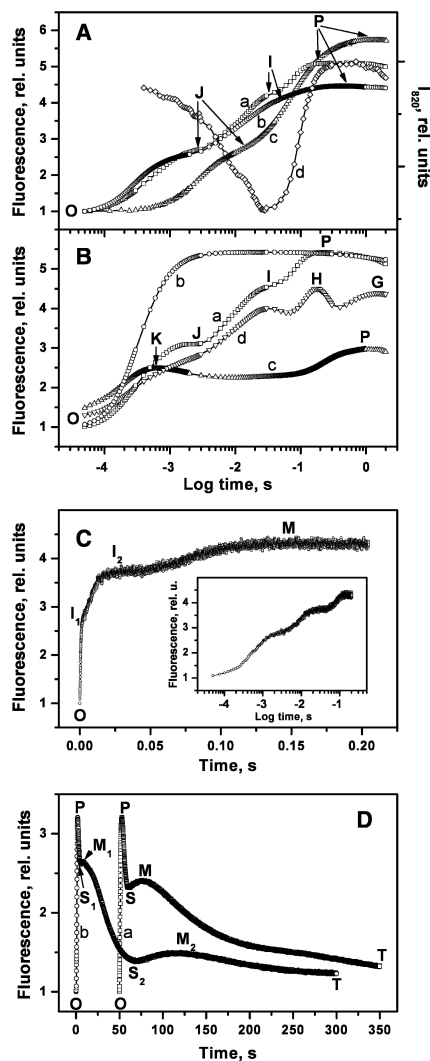 A
P
6
5
4
3
2
1
Fluorescence, rel. units
I
J
a
b
c
d
O
I820, rel. units
B
P
5
4
3
2
1
Fluorescence, rel. units
b
a
I
H
G
K
J
d
P
c
O
-4 -3 -2 -1 0
Log time, s
C
5
4
3
2
1
Fluorescence, rel. units
I1
I2
M
O
Fluorescence, rel. u.
4
3
2
1
-4 -3 -2 -1
Log time, s
0.00 0.05 0.10 0.15 0.20
Time, s
D
P P
3
2
1
Fluorescence, rel. units
M1
S1
M
S
b
a
M2
S2
T
T
O O
0 50 100 150 200 250 300 350
Time, s